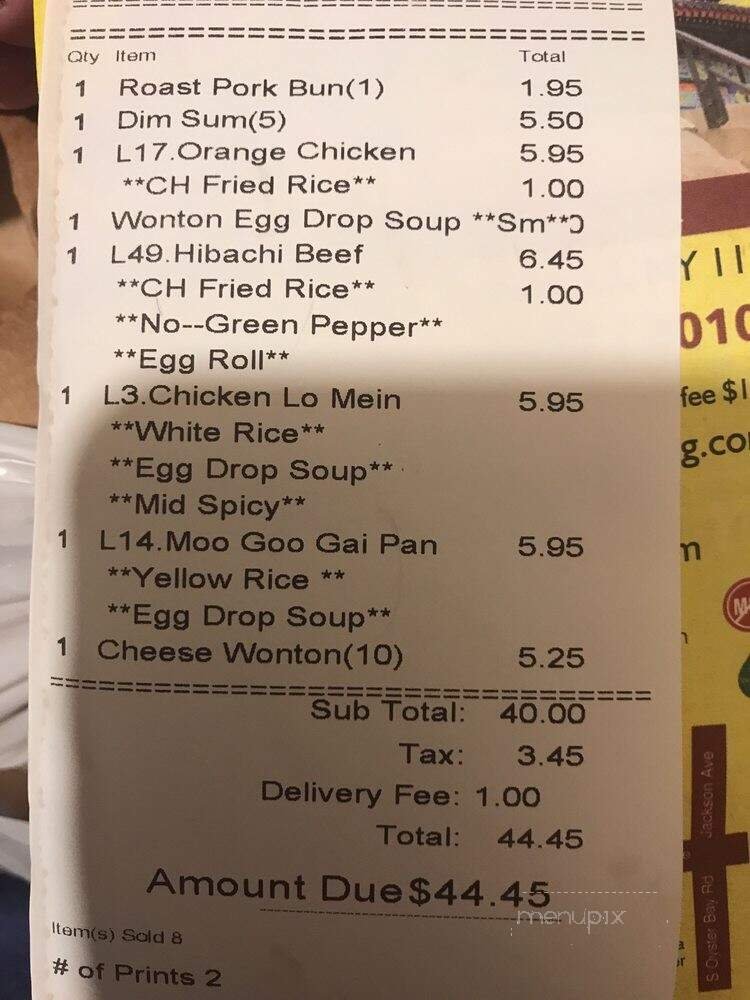 Qty Item Total
1 Roast Pork Bun(1) 1.95
1 Dim Sum(5) 5.50
1 L17.Orange Chicken 5.95
**CH Fried Rice** 1.00
1 Wonton Egg Drop Soup **Sm**
1 L49.Hibachi Beef 6.45
**CH Fried Rice** 1.00
**No--Green Pepper**
**Egg Roll**
1 L3.Chicken Lo Mein 5.95
**White Rice**
**Egg Drop Soup**
**Mid Spicy**
1 L14.Moo Goo Gai Pan 5.95
**Yellow Rice **
**Egg Drop Soup**
1 Cheese Wonton(10) 5.25
Sub Total: 40.00
Tax: 3.45
Delivery Fee: 1.00
Total: 44.45
Amount Due$44.45
Item(s) Sold 8
# of Prints 2
menupix
Y II
010
fee $1
g.co
m
S Oyster Bay Rd
Jackson Ave